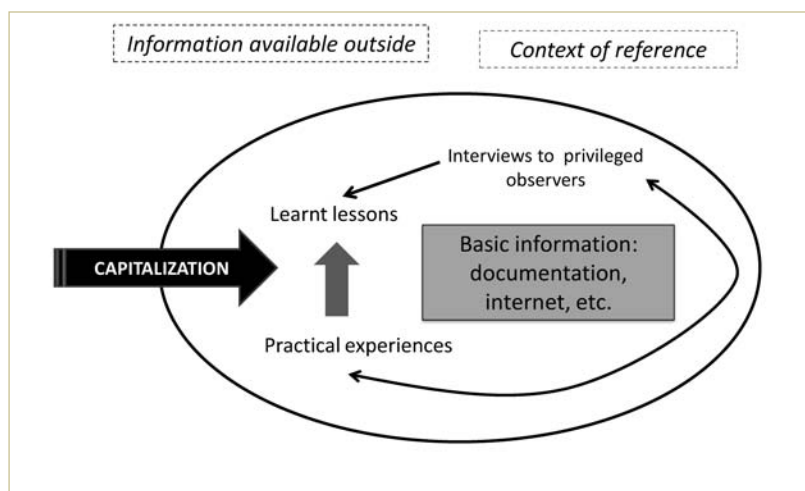 Information available outside
Context of reference
Interviews to privileged
observers
Learnt lessons
Basic information:
documentation,
internet, etc.
CAPITALIZATION
Practical experiences